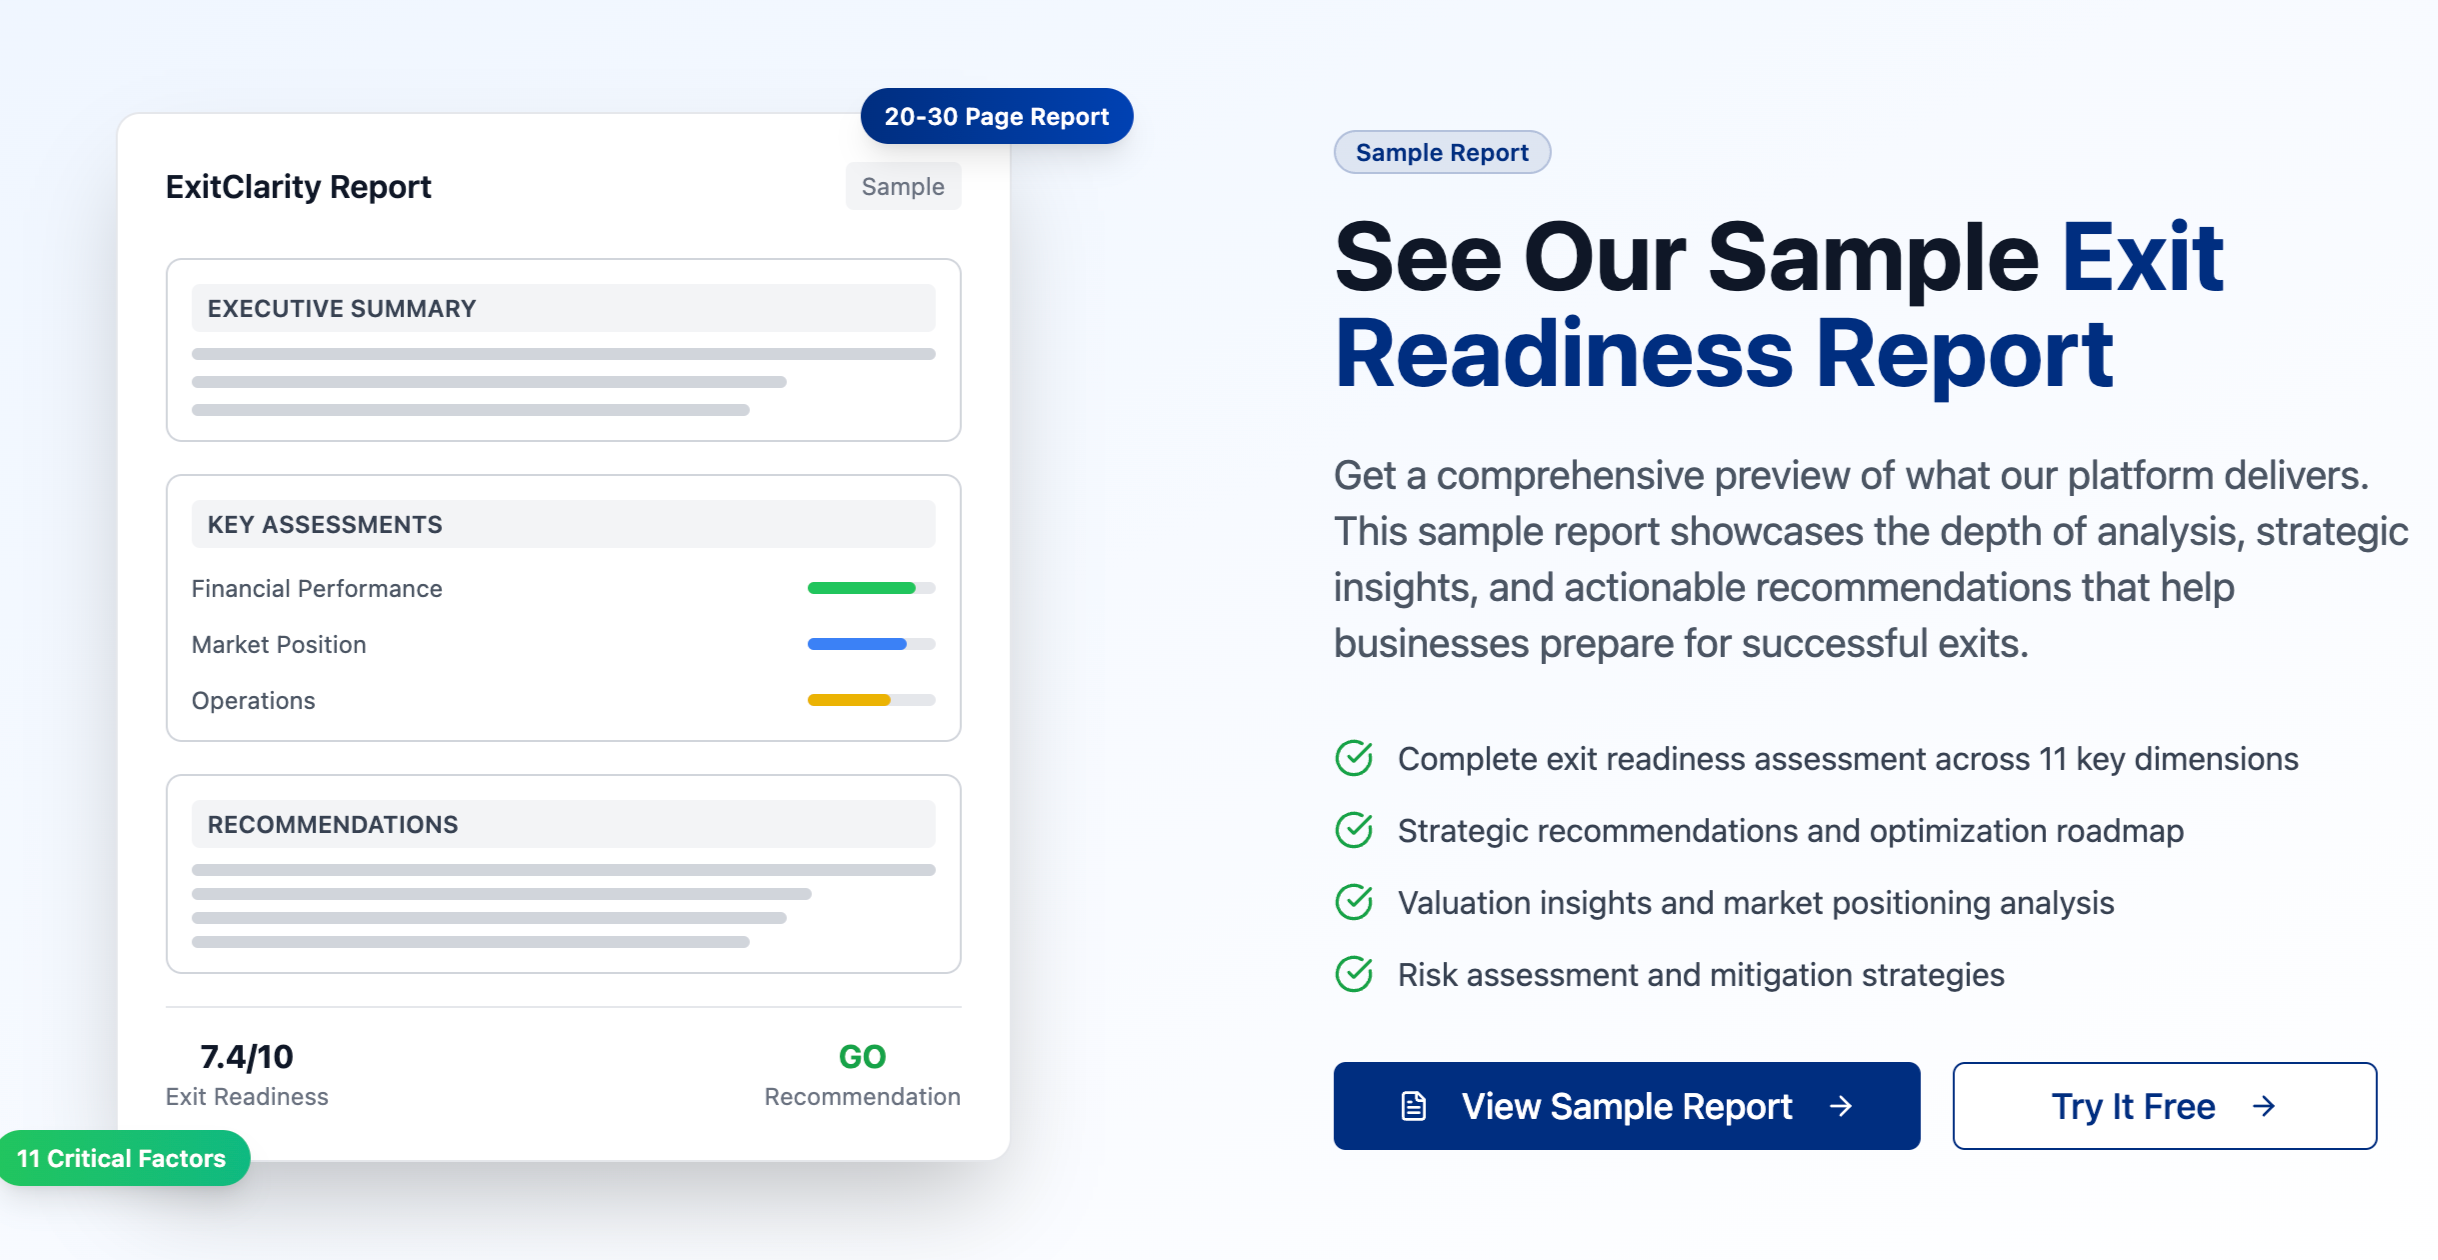 20-30 Page Report
ExitClarity Report
Sample
EXECUTIVE SUMMARY
KEY ASSESSMENTS
Financial Performance
Market Position
Operations
RECOMMENDATIONS
7.4/10
Exit Readiness
GO
Recommendation
11 Critical Factors
Sample Report
See Our Sample Exit
Readiness Report
Get a comprehensive preview of what our platform delivers.
This sample report showcases the depth of analysis, strategic
insights, and actionable recommendations that help
businesses prepare for successful exits.
Complete exit readiness assessment across 11 key dimensions
Strategic recommendations and optimization roadmap
Valuation insights and market positioning analysis
Risk assessment and mitigation strategies
View Sample Report
Try It Free